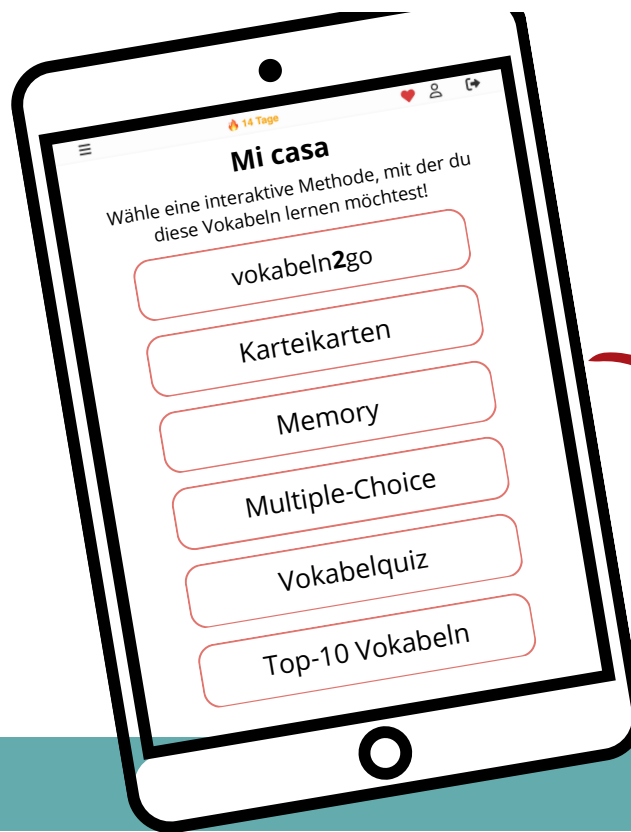 14 Tage
Mi casa
Wähle eine interaktive Methode, mit der du
diese Vokabeln lernen möchtest!
vokabeln2go
Karteikarten
Memory
Multiple-Choice
Vokabelquiz
Top-10 Vokabeln